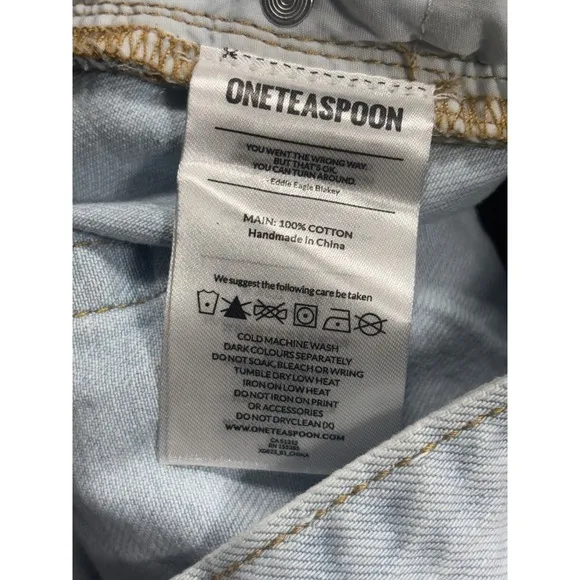 ONETEASPOON
YOU WENT THE WRONG WAY
BUT THAT'S OK.
YOU CAN TURN AROUND.
- Eddie Eagle Blakey
MAIN: 100% COTTON
Handmade in China
We suggest the following care be taken
COLD MACHINE WASH
DARK COLOURS SEPARATELY
DO NOT SOAK, BLEACH OR WRING
TUMBLE DRY LOW HEAT
IRON ON LOW HEAT
DO NOT IRON ON PRINT
OR ACCESSORIES
DO NOT DRYCLEAN (X)
WWW.ONETEASPOON.COM